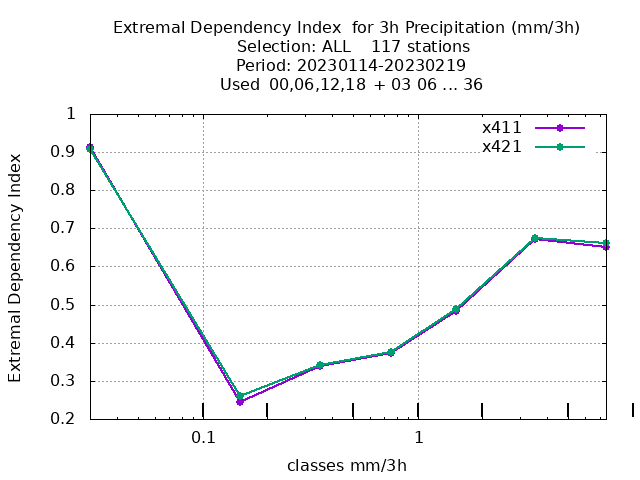 Extremal Dependency Index  for 3h Precipitation (mm/3h)
Selection: ALL    117 stations
Period: 20230114-20230219
Used  00,06,12,18  + 03 06 ... 36
x411
x421
Extremal Dependency Index
1
0.9
0.8
0.7
0.6
0.5
0.4
0.3
0.2
0.1
1
classes mm/3h